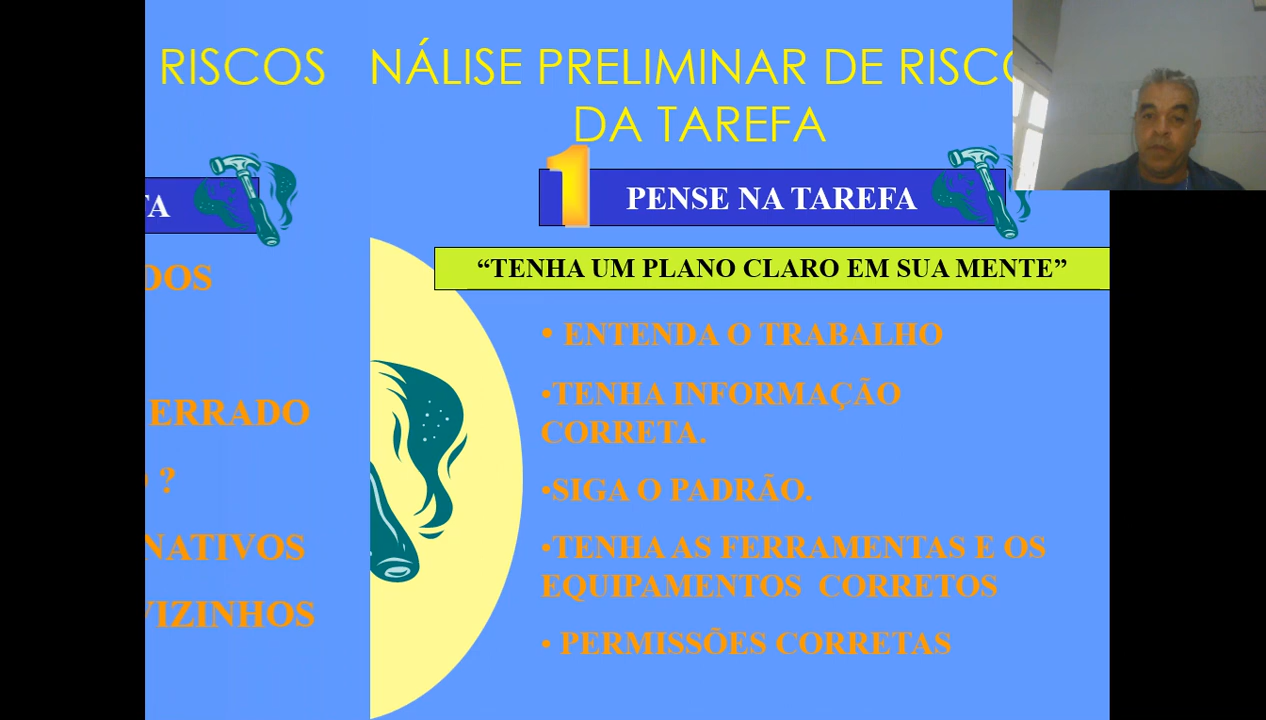 RISCOS
TA
DOS
ERRADO
?
NATIVOS
VIZINHOS
NÁLISE PRELIMINAR DE RISCO
DA TAREFA
1
PENSE NA TAREFA
“TENHA UM PLANO CLARO EM SUA MENTE”
• ENTENDA O TRABALHO
•TENHA INFORMAÇÃO
CORRETA.
•SIGA O PADRÃO.
•TENHA AS FERRAMENTAS E OS
EQUIPAMENTOS CORRETOS
• PERMISSÕES CORRETAS